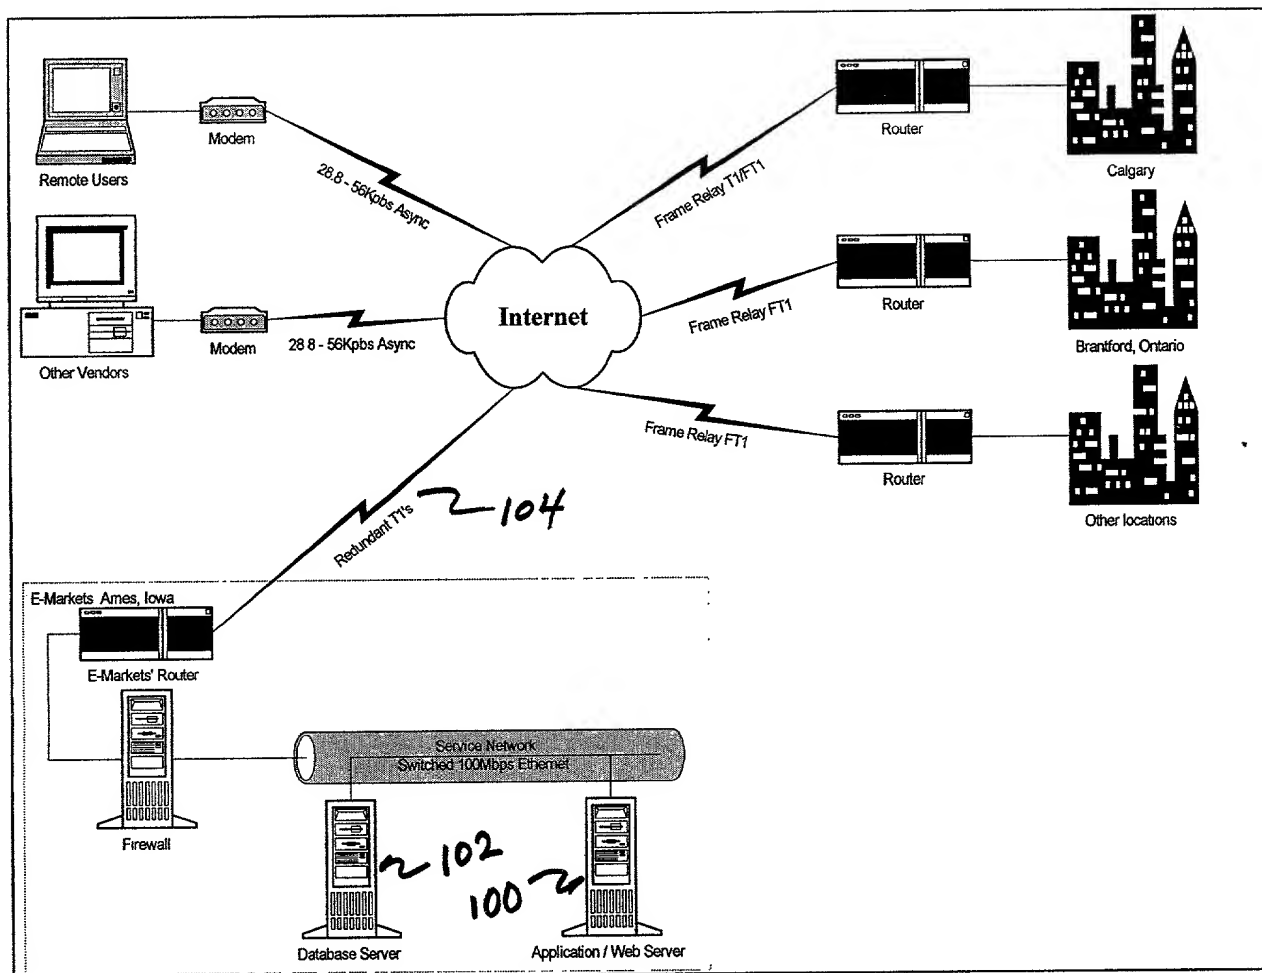 Remote Users
Modem
28.8 - 56Kpbs Async
Other Vendors
Modem
28 8 - 56Kpbs Async
Internet
Frame Relay T1/FT1
Router
Calgary
Frame Relay FT1
Router
Brantford, Ontario
Frame Relay FT1
Router
Other locations
Redundant T1's
104
E-Markets Ames, Iowa
E-Markets' Router
Firewall
Service Network
Switched 100Mbps Ethernet
102
100
Database Server
Application / Web Server